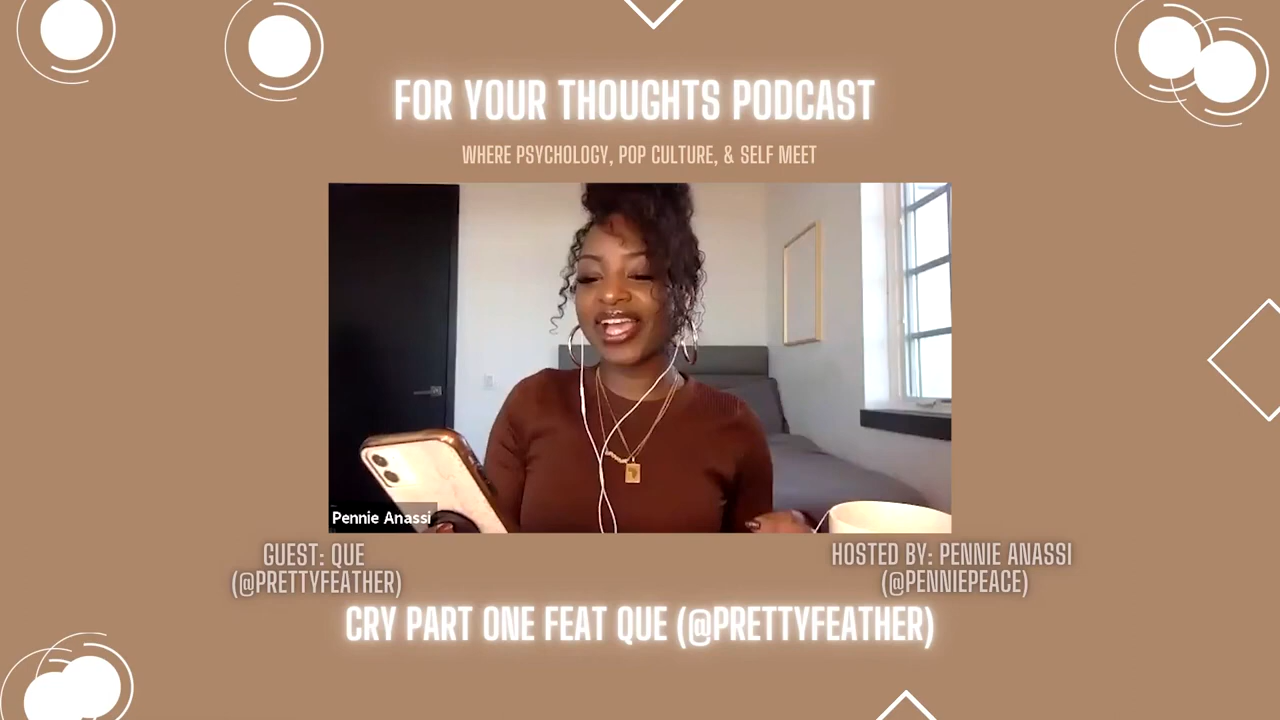 FOR YOUR THOUGHTS PODCAST
WHERE PSYCHOLOGY, POP CULTURE, & SELF MEET
Pennie Anassi
GUEST: QUE
(@PRETTYFEATHER)
HOSTED BY: PENNIE ANASSI
(@PENNIEPEACE)
CRY PART ONE FEAT QUE (@PRETTYFEATHER)